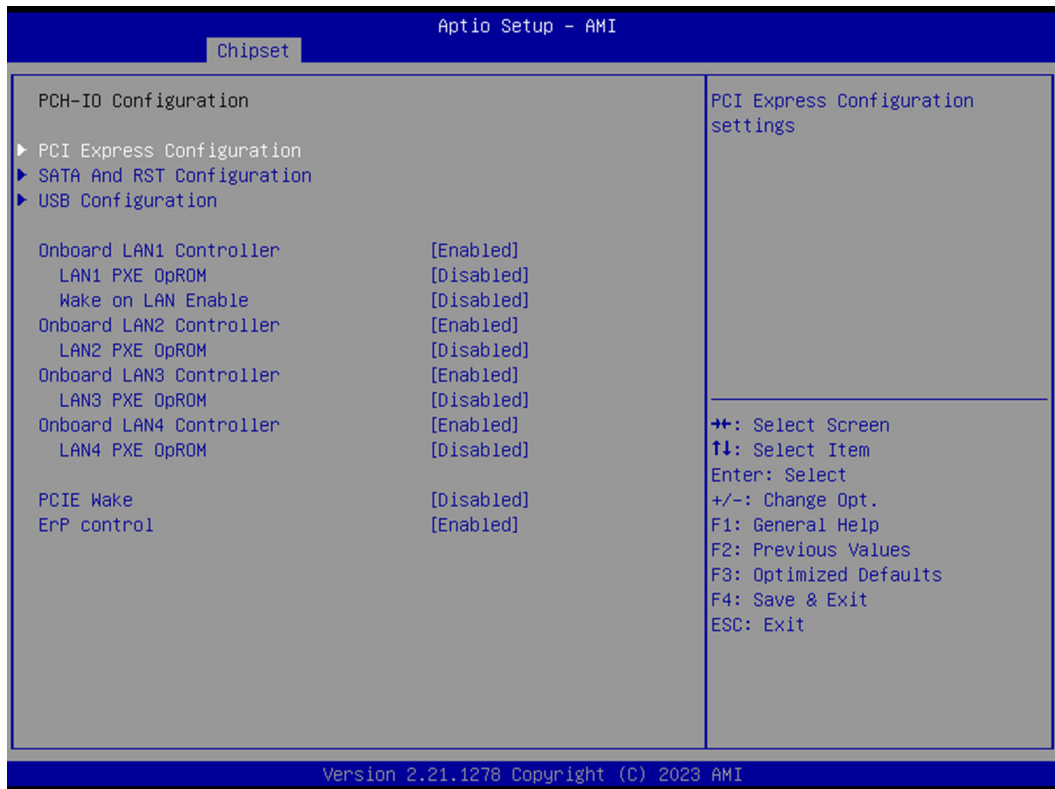 Aptio Setup – AMI
Chipset
PCH-IO Configuration
PCI Express Configuration
SATA And RST Configuration
USB Configuration
Onboard LAN1 Controller [Enabled]
LAN1 PXE OpROM [Disabled]
Wake on LAN Enable [Disabled]
Onboard LAN2 Controller [Enabled]
LAN2 PXE OpROM [Disabled]
Onboard LAN3 Controller [Enabled]
LAN3 PXE OpROM [Disabled]
Onboard LAN4 Controller [Enabled]
LAN4 PXE OpROM [Disabled]
PCIE Wake [Disabled]
ErP control [Enabled]
PCI Express Configuration
settings
→←: Select Screen
↑↓: Select Item
Enter: Select
+/-: Change Opt.
F1: General Help
F2: Previous Values
F3: Optimized Defaults
F4: Save & Exit
ESC: Exit
Version 2.21.1278 Copyright (C) 2023 AMI